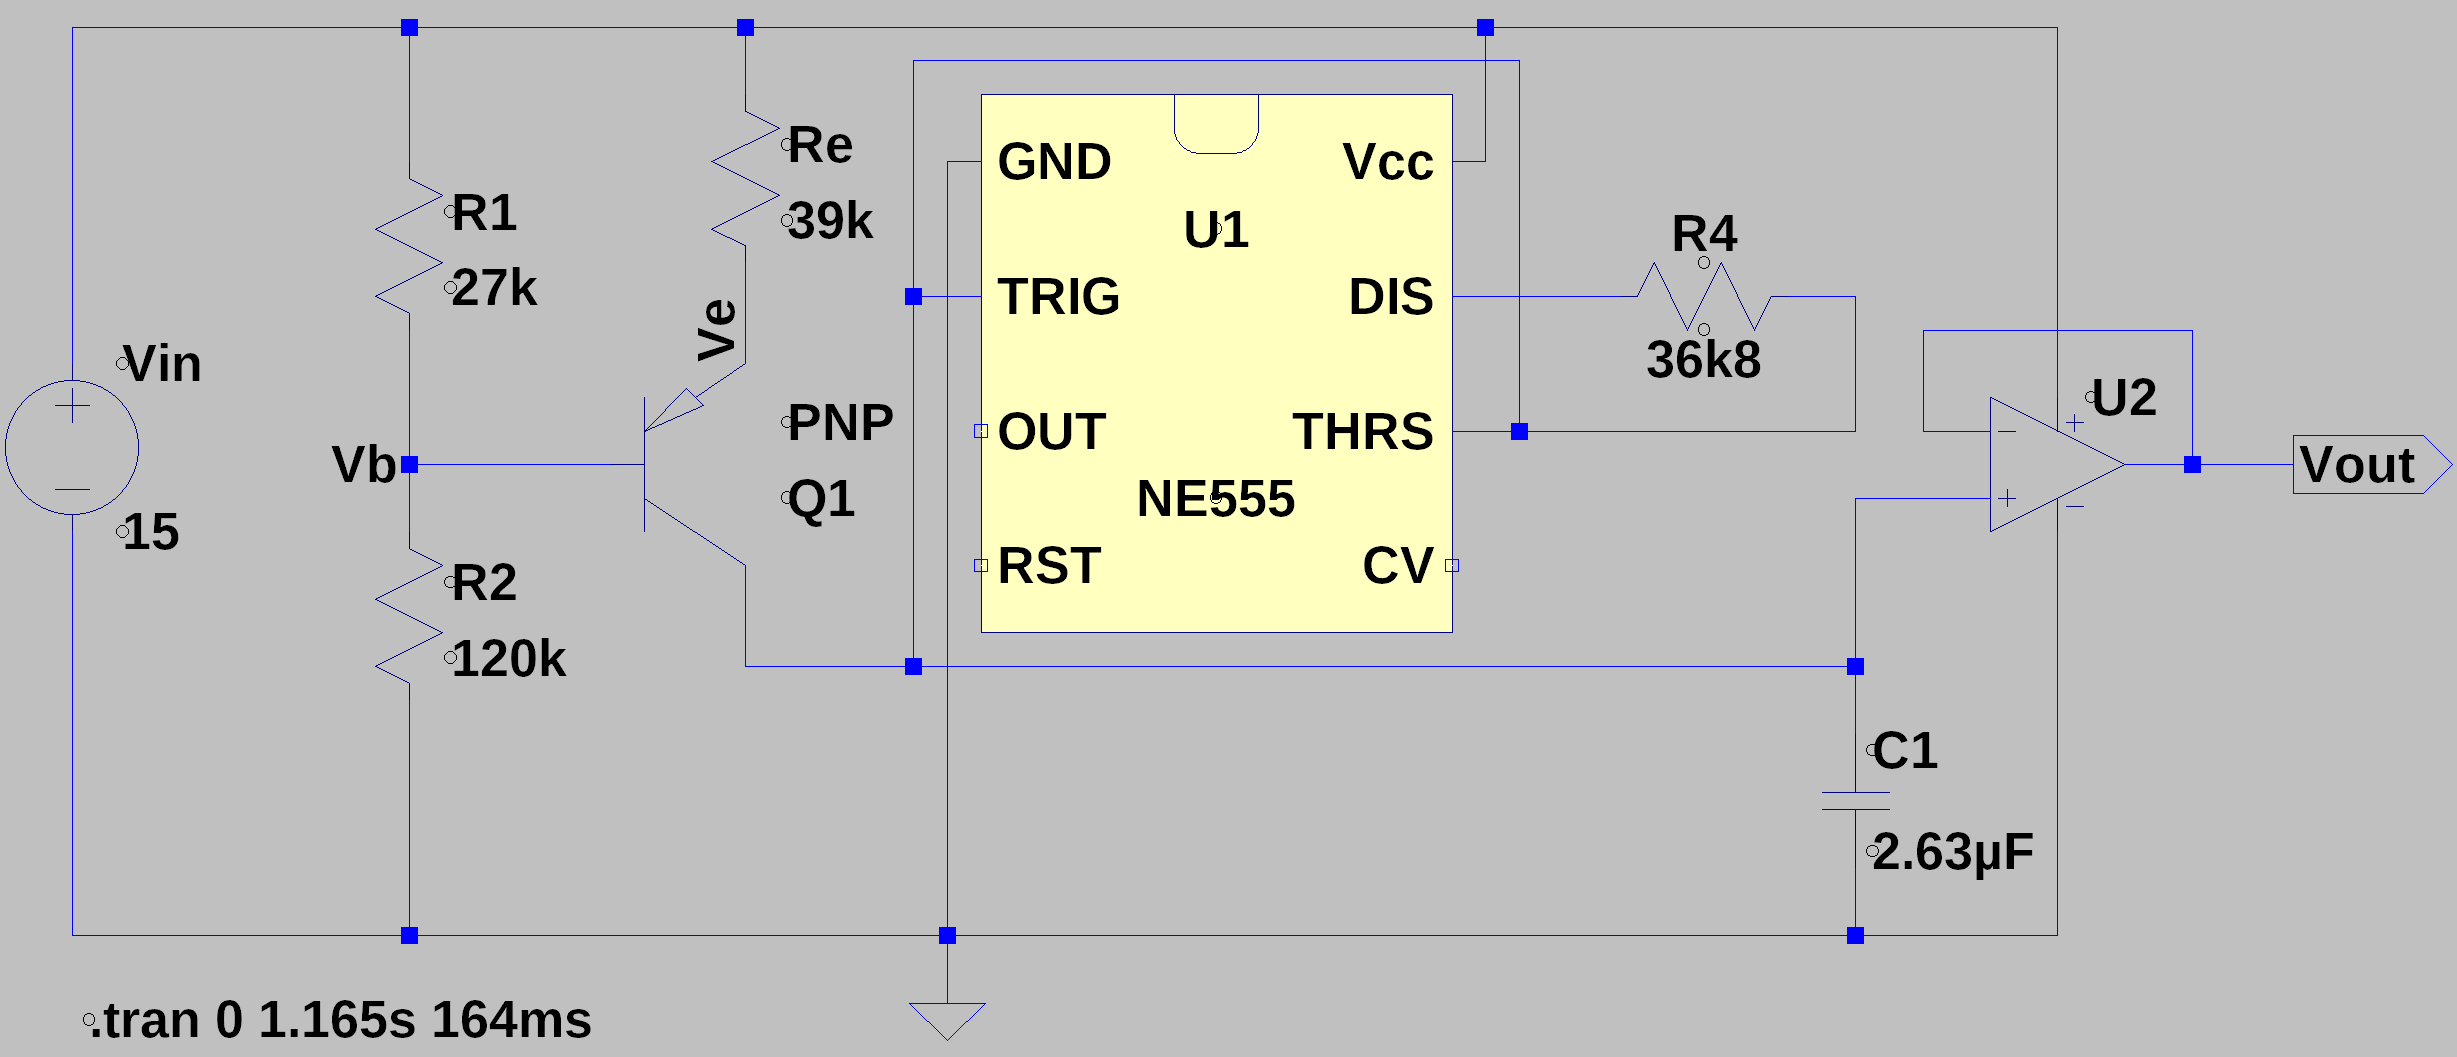 Vin
15
R1
27k
Vb
R2
120k
Re
39k
Ve
PNP
Q1
GND
Vcc
U1
TRIG
DIS
OUT
THRS
NE555
RST
CV
R4
36k8
U2
Vout
C1
2.63µF
.tran 0 1.165s 164ms